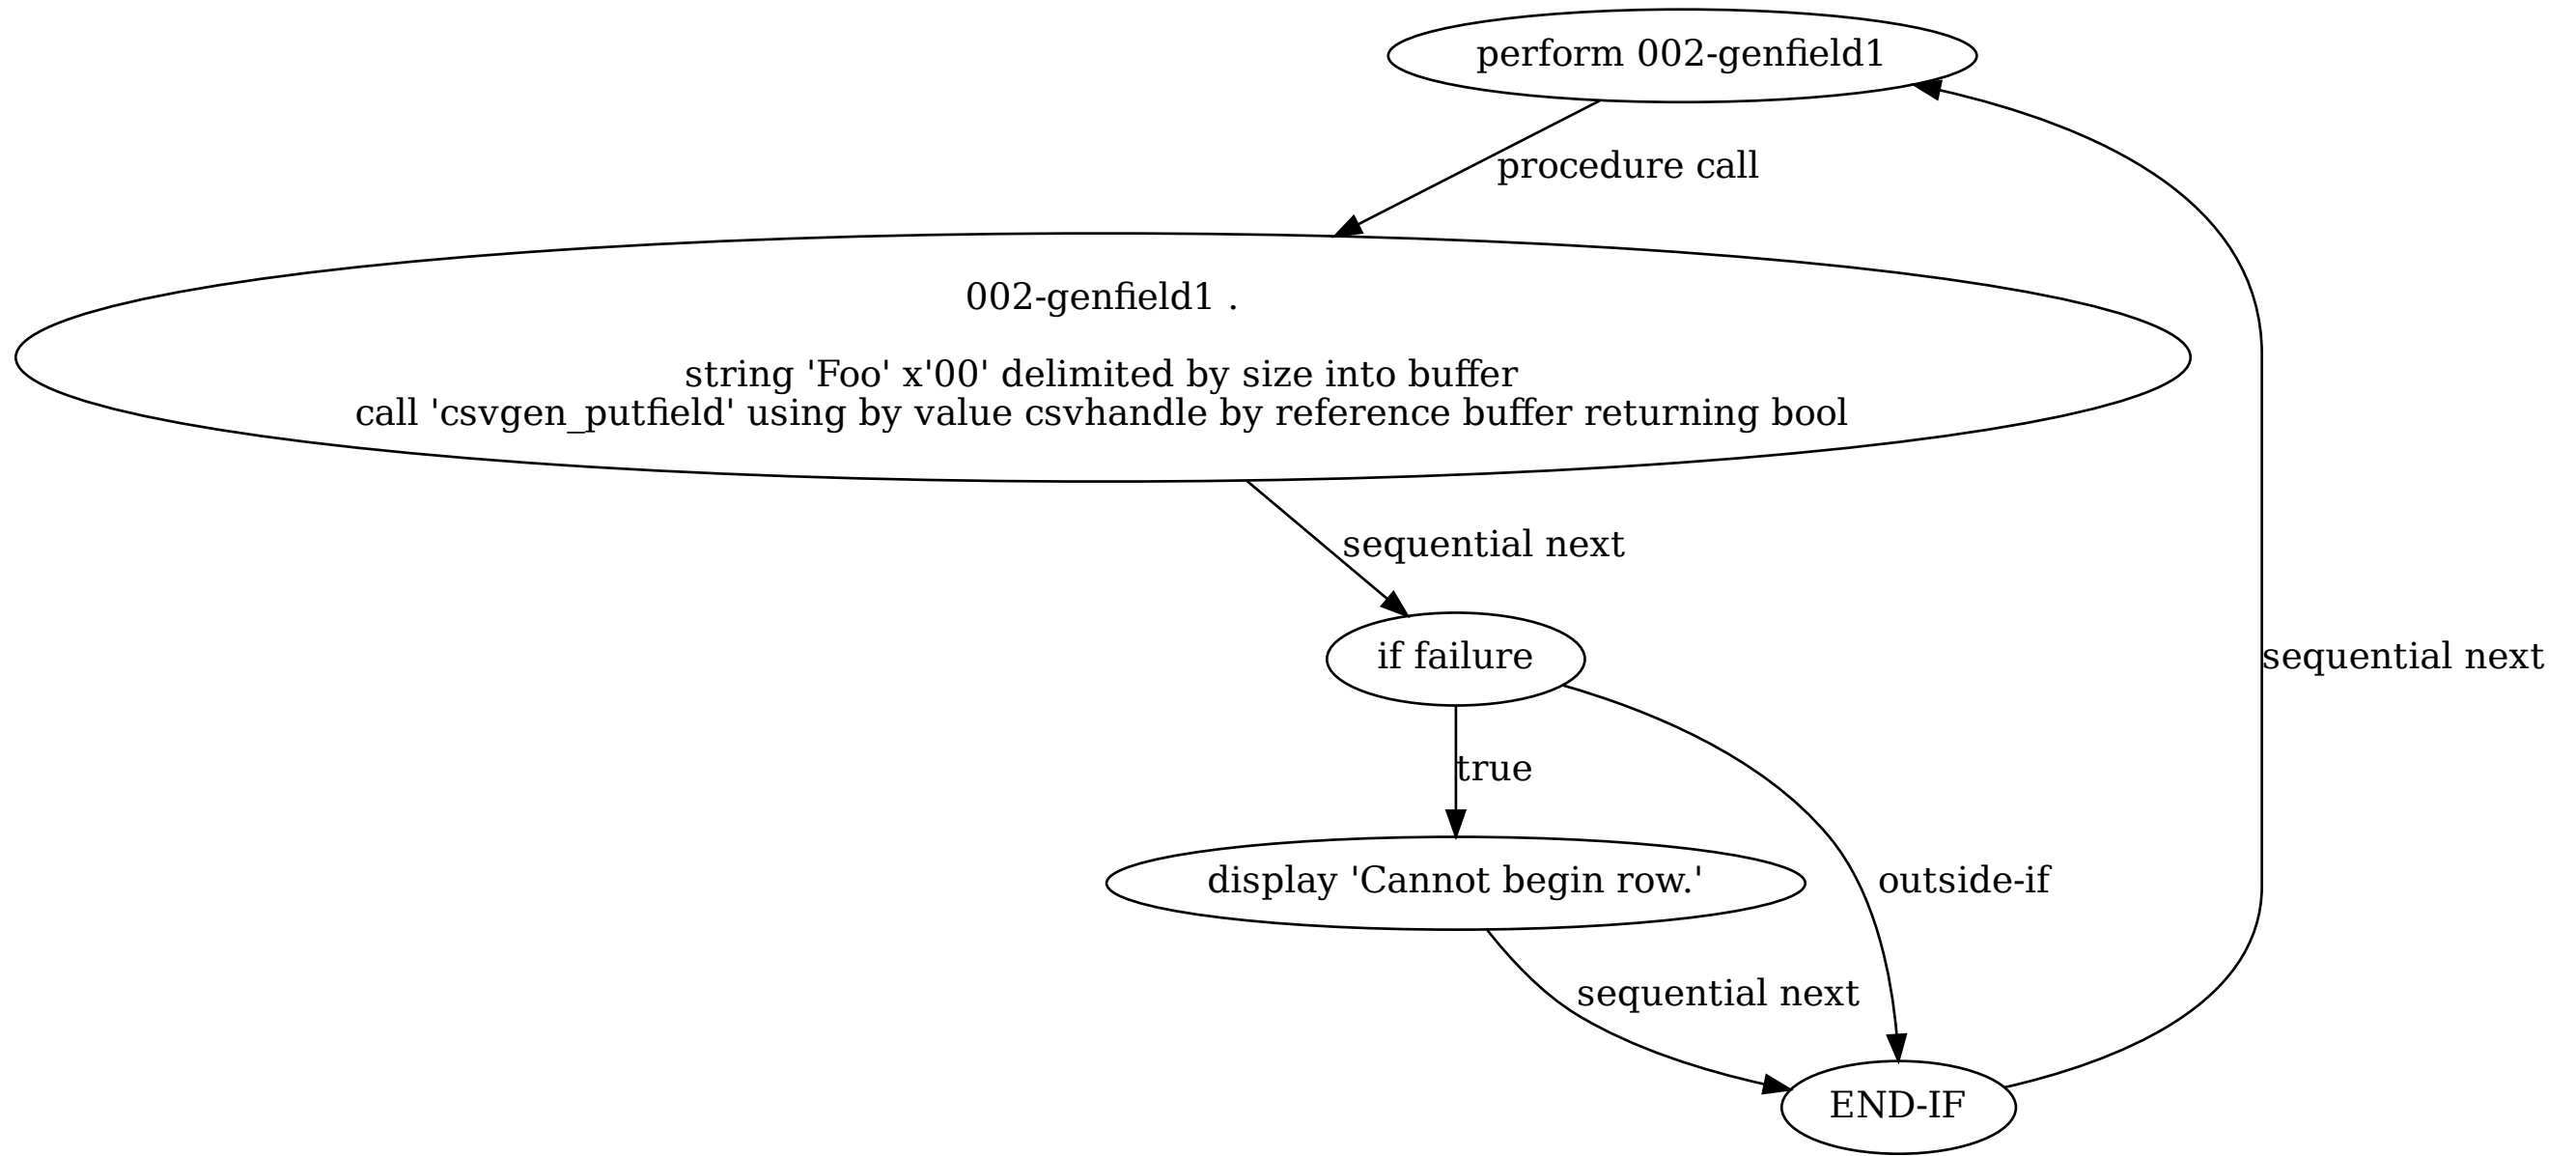 perform 002-genfield1
procedure call
002-genfield1 .
string 'Foo' x'00' delimited by size into buffer
call 'csvgen_putfield' using by value csvhandle by reference buffer returning bool
sequential next
if failure
sequential next
true
display 'Cannot begin row.'
outside-if
sequential next
END-IF